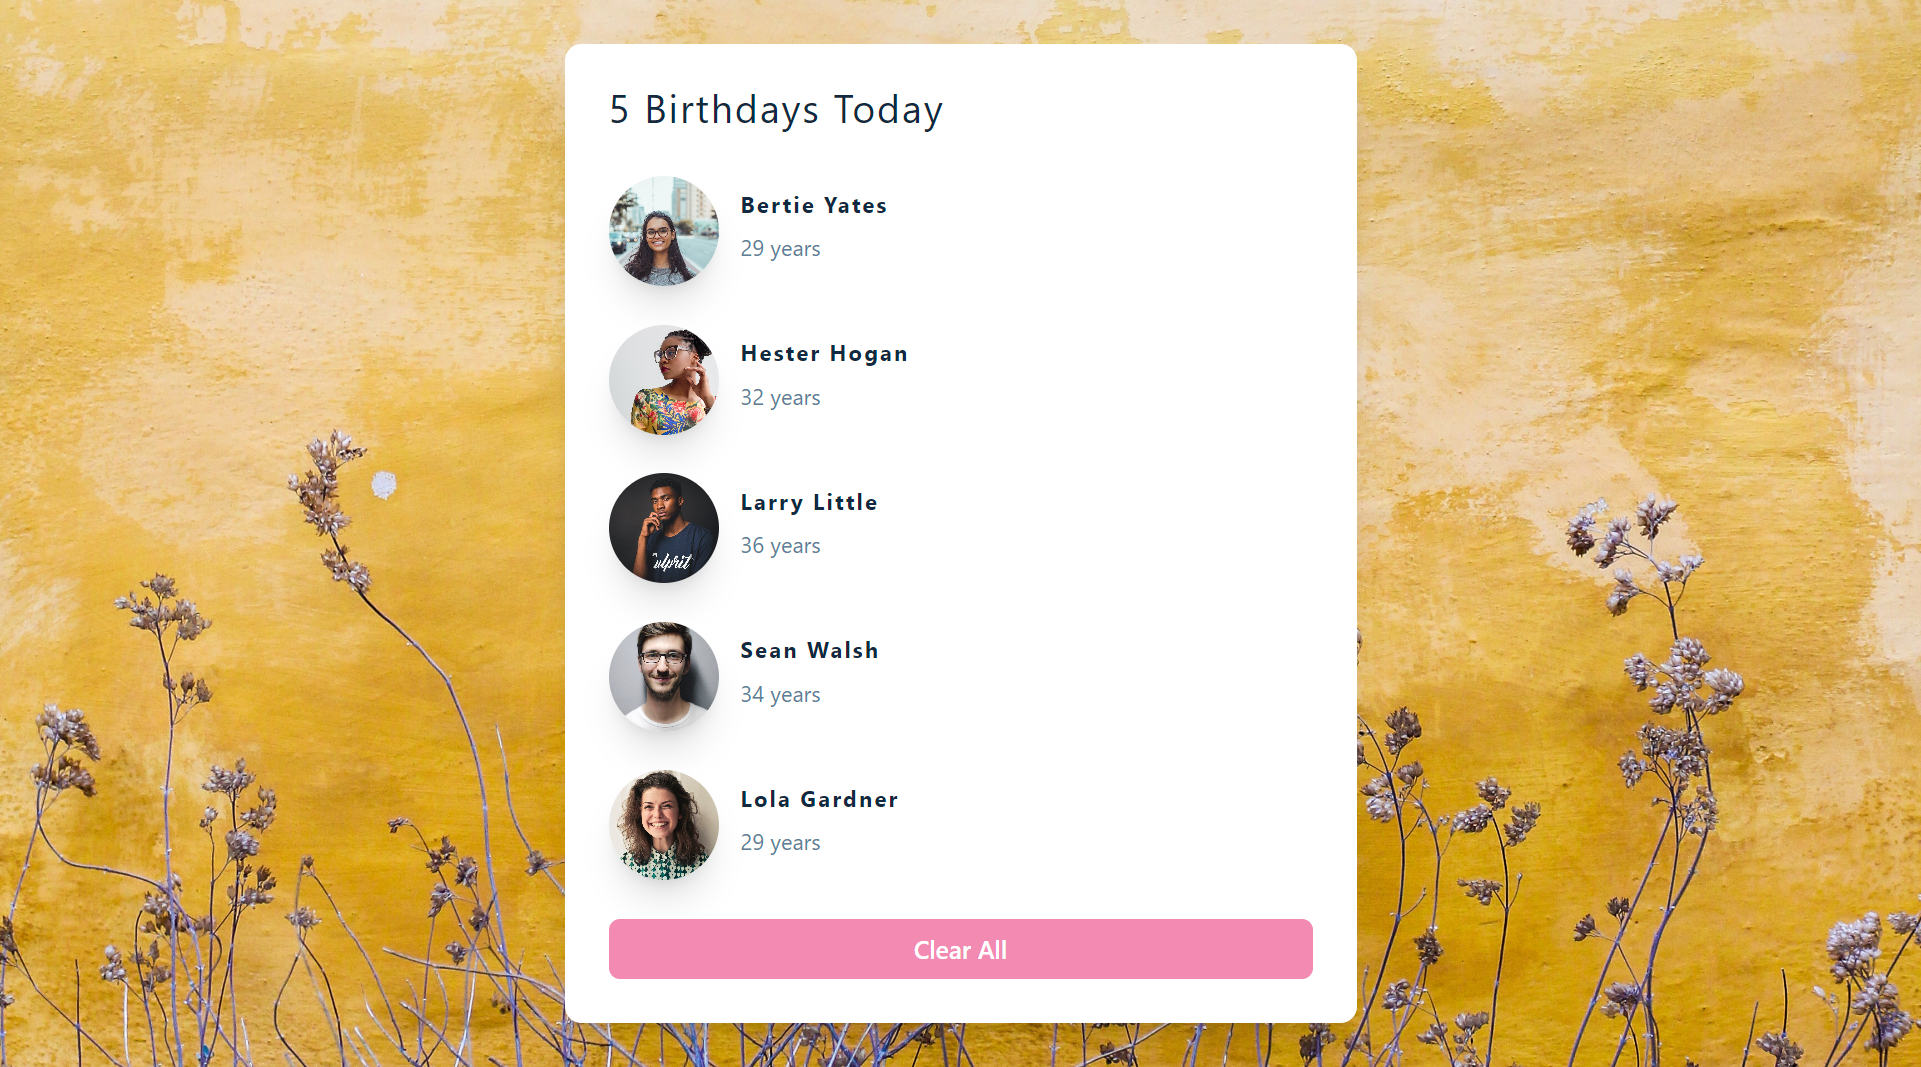 5 Birthdays Today
Bertie Yates
29 years
Hester Hogan
32 years
Larry Little
36 years
Sean Walsh
34 years
Lola Gardner
29 years
Clear All